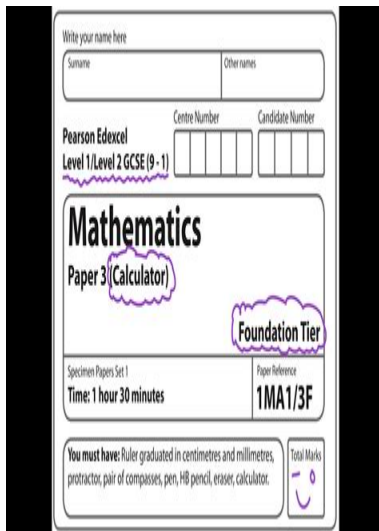 Write your name here
Surname
Other names
Centre Number
Candidate Number
Pearson Edexcel
Level 1/Level 2 GCSE (9 - 1)
Mathematics
Paper 3 (Calculator)
Foundation Tier
Specimen Papers Set 1
Time: 1 hour 30 minutes
Paper Reference
1MA1/3F
You must have: Ruler graduated in centimetres and millimetres,
protractor, pair of compasses, pen, HB pencil, eraser, calculator.
Total Marks